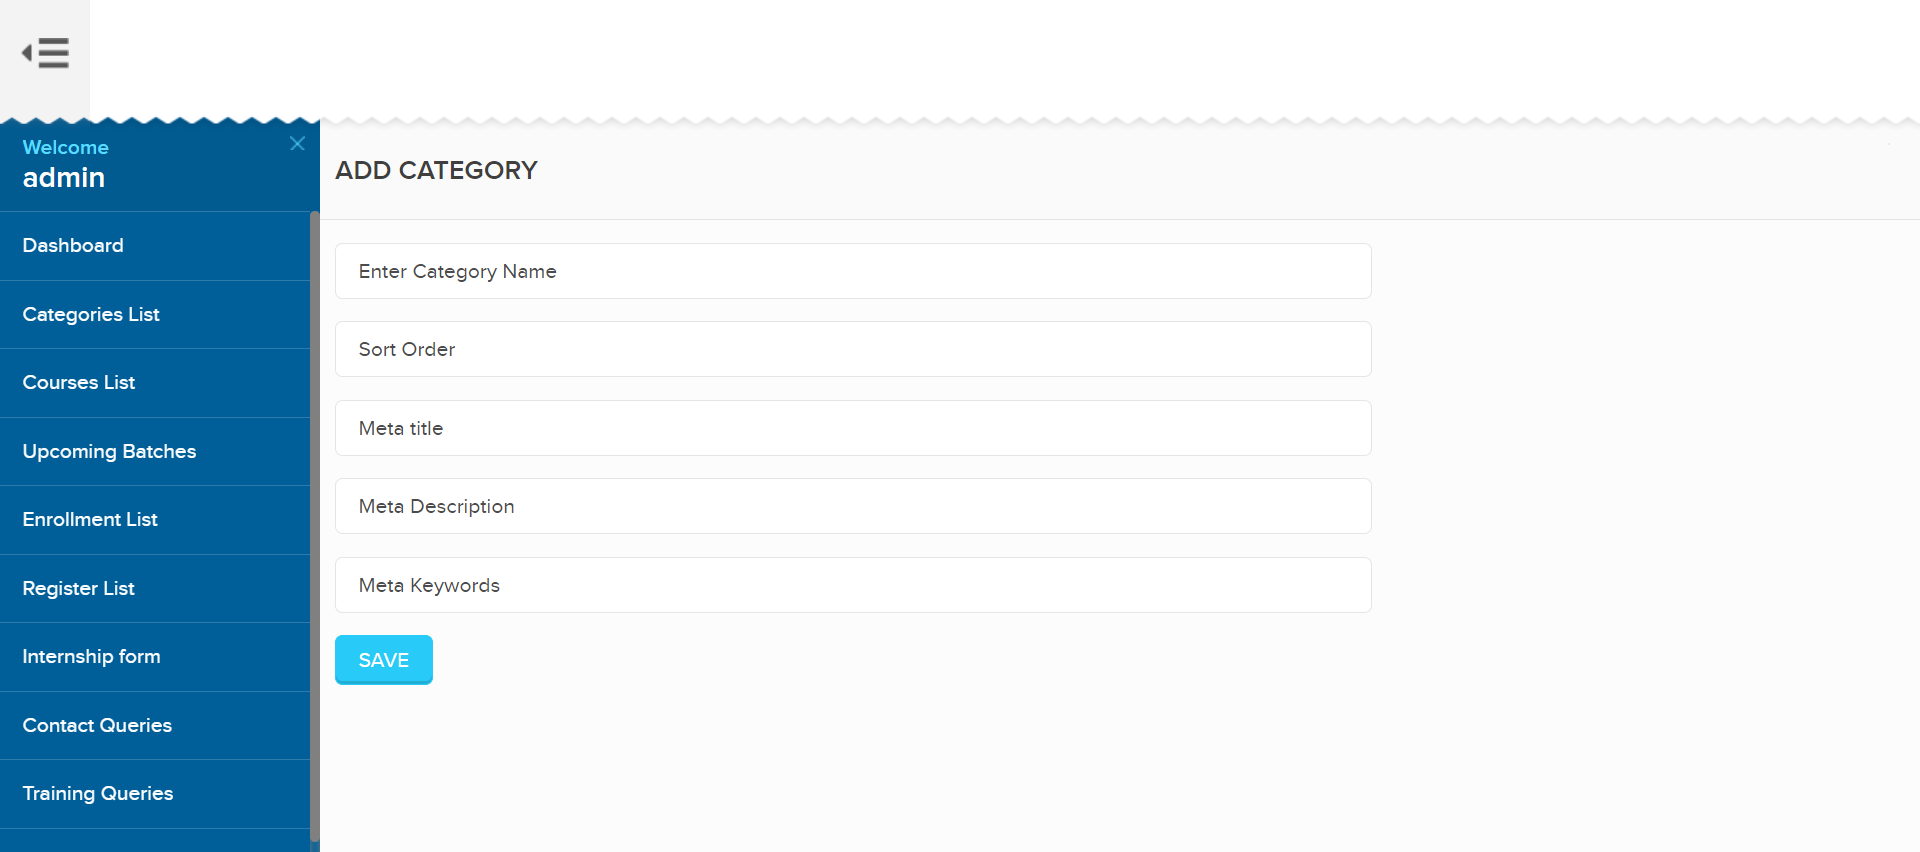 Welcome
admin
Dashboard
Categories List
Courses List
Upcoming Batches
Enrollment List
Register List
Internship form
Contact Queries
Training Queries
ADD CATEGORY
Enter Category Name
Sort Order
Meta title
Meta Description
Meta Keywords
SAVE